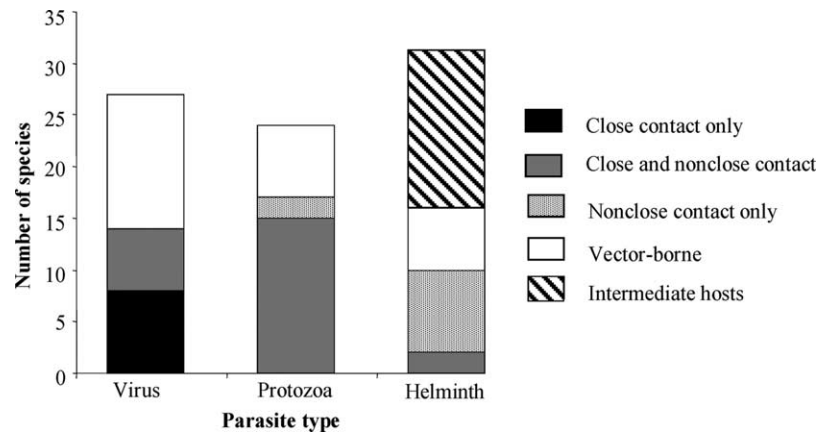 Number of species
35
30
25
20
15
10
5
0
Virus
Protozoa
Helminth
Parasite type
Close contact only
Close and nonclose contact
Nonclose contact only
Vector-borne
Intermediate hosts